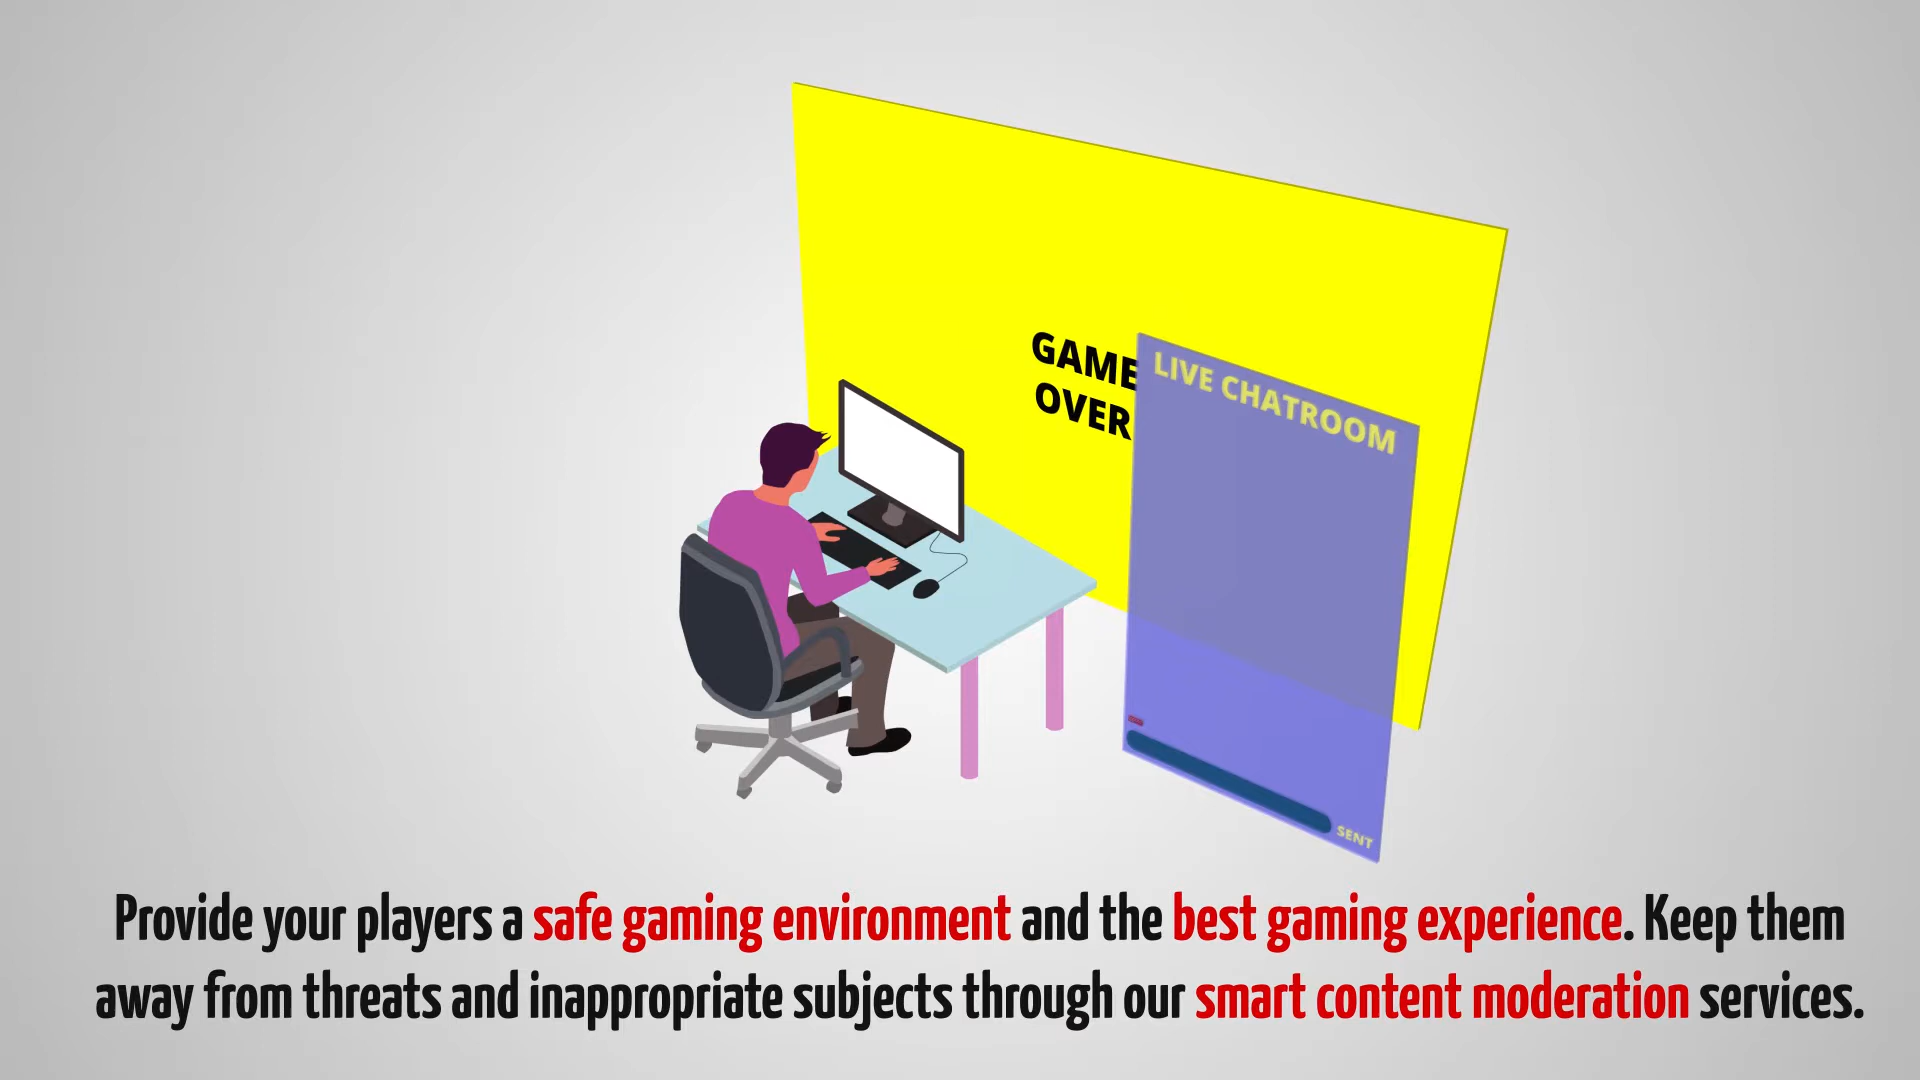 GAME
OVER
LIVE CHATROOM
SENT
Provide your players a safe gaming environment and the best gaming experience. Keep them
away from threats and inappropriate subjects through our smart content moderation services.